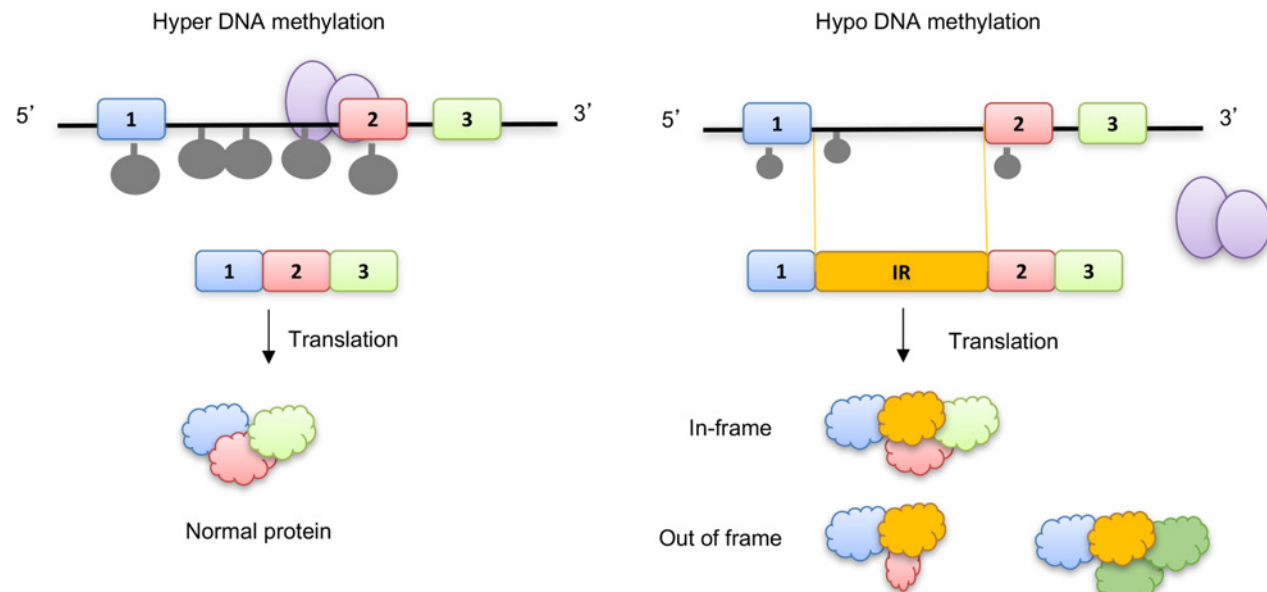 Hyper DNA methylation
5’
1
2
3
3’
1
2
3
Translation
Normal protein
Hypo DNA methylation
5’
1
2
3
3’
1
IR
2
3
Translation
In-frame
Out of frame